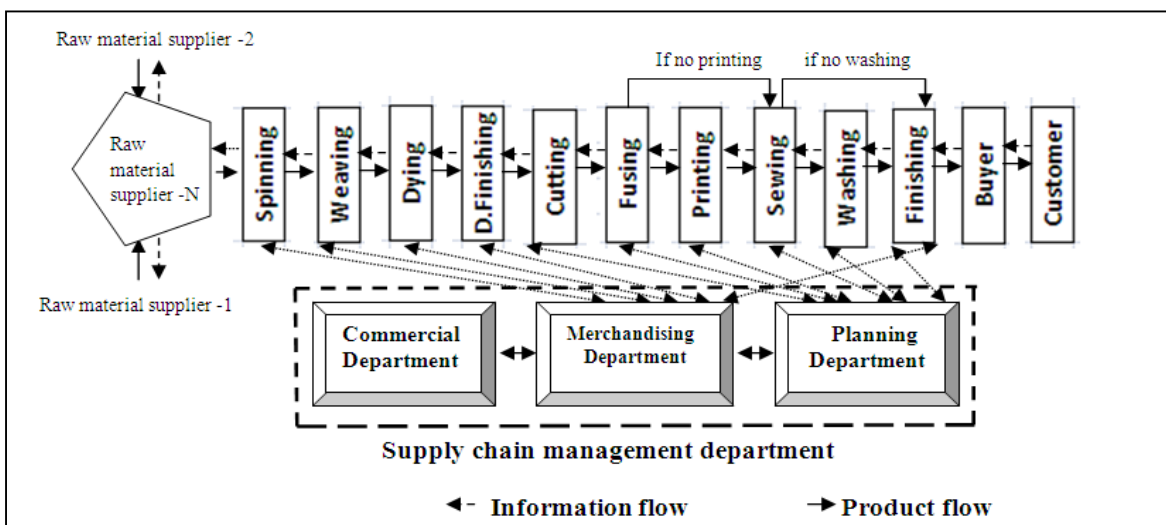 Raw material supplier -2
If no printing
if no washing
Raw
material
supplier -N
Spinning
Weaving
Dying
D.Finishing
Cutting
Fusing
Printing
Sewing
Washing
Finishing
Buyer
Customer
Raw material supplier -1
Commercial
Department
Merchandising
Department
Planning
Department
Supply chain management department
Information flow
Product flow